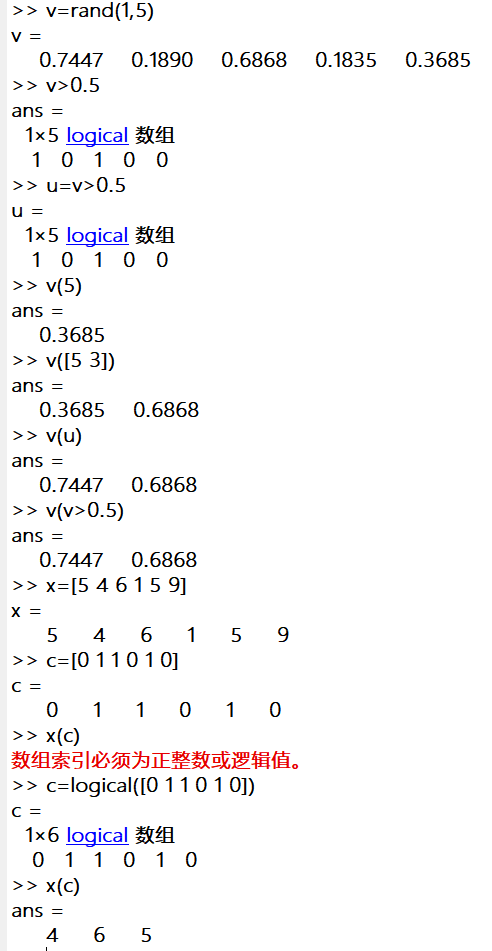 >> v=rand(1,5)
v =
0.7447 0.1890 0.6868 0.1835 0.3685
>> v>0.5
ans =
1×5 logical 数组
1 0 1 0 0
>> u=v>0.5
u =
1×5 logical 数组
1 0 1 0 0
>> v(5)
ans =
0.3685
>> v([5 3])
ans =
0.3685 0.6868
>> v(u)
ans =
0.7447 0.6868
>> v(v>0.5)
ans =
0.7447 0.6868
>> x=[5 4 6 1 5 9]
x =
5 4 6 1 5 9
>> c=[0 1 1 0 1 0]
c =
0 1 1 0 1 0
>> x(c)
数组索引必须为正整数或逻辑值。
>> c=logical([0 1 1 0 1 0])
c =
1×6 logical 数组
0 1 1 0 1 0
>> x(c)
ans =
4 6 5